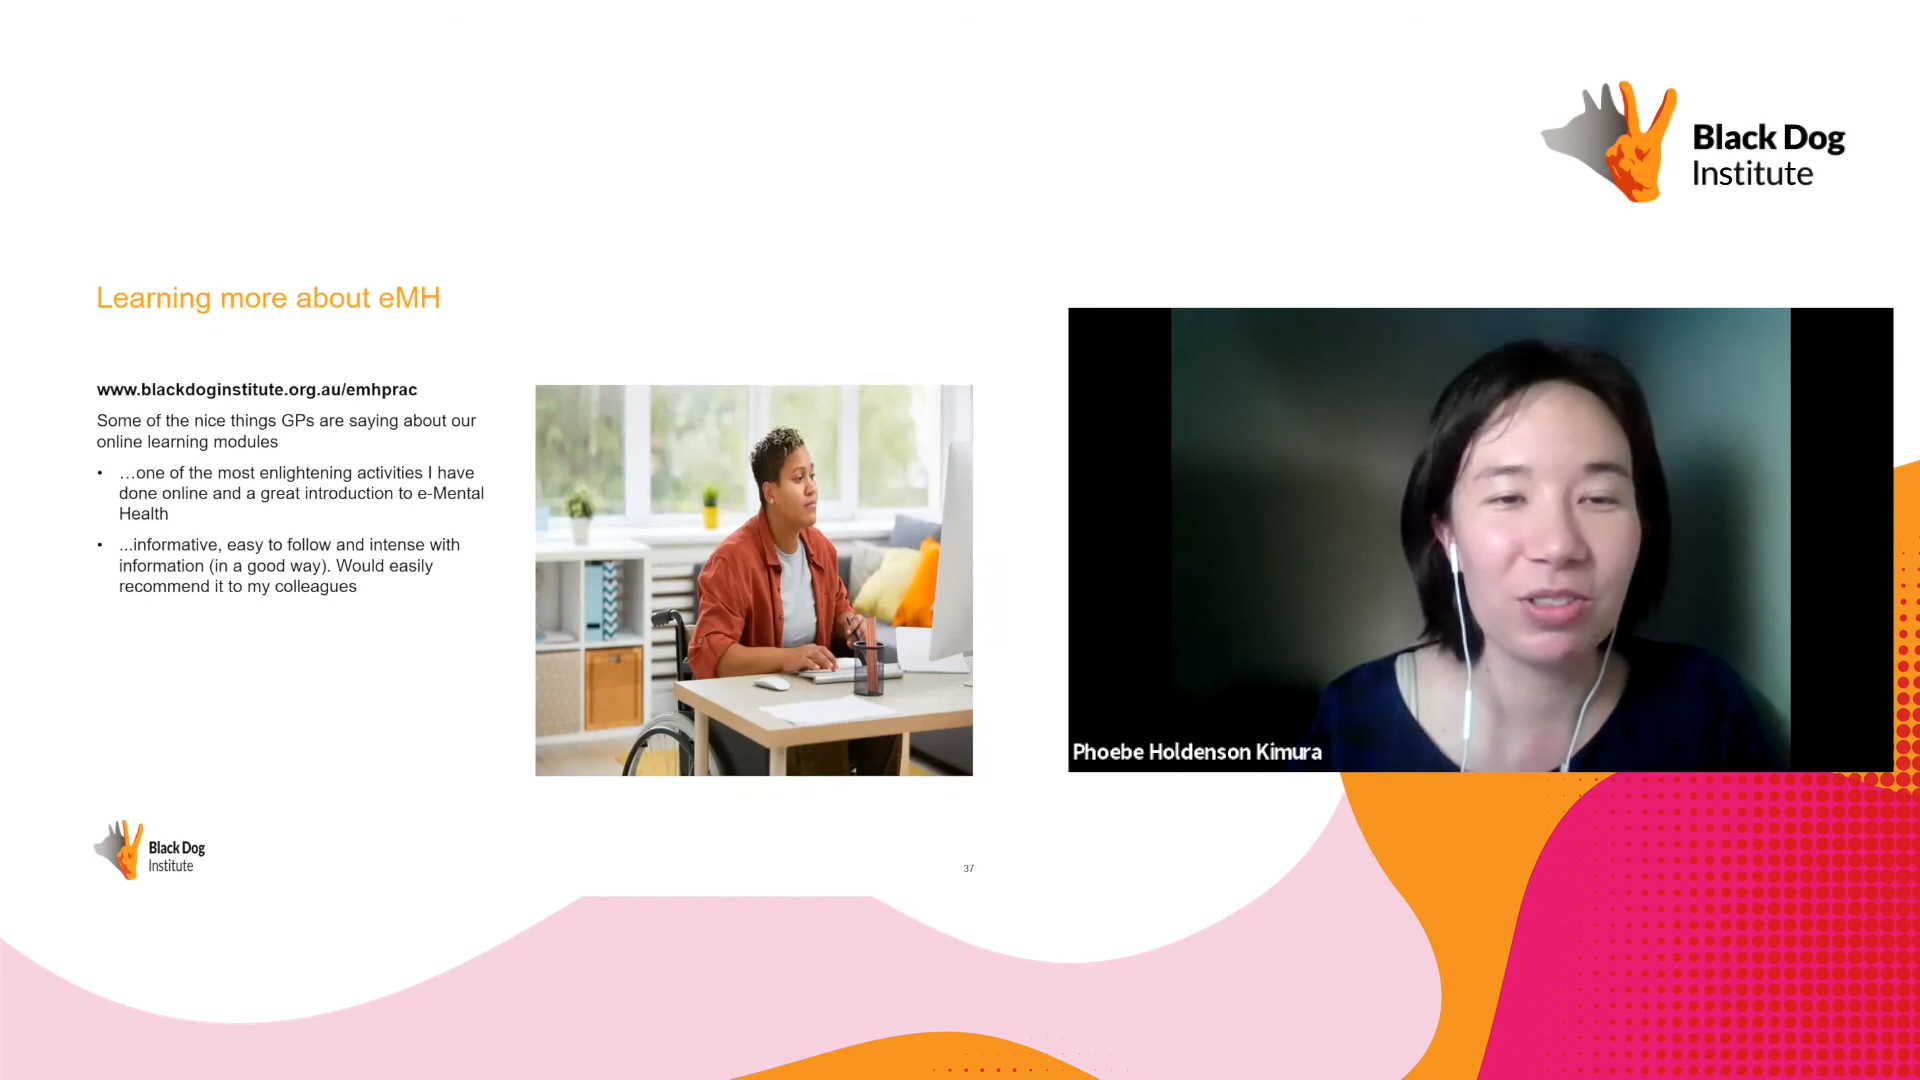 Black Dog
Institute
Learning more about eMH
www.blackdoginstitute.org.au/emhprac
Some of the nice things GPs are saying about our
online learning modules
• …one of the most enlightening activities I have
done online and a great introduction to e-Mental
Health
• ...informative, easy to follow and intense with
information (in a good way). Would easily
recommend it to my colleagues
Phoebe Holdenson Kimura
Black Dog
Institute
37